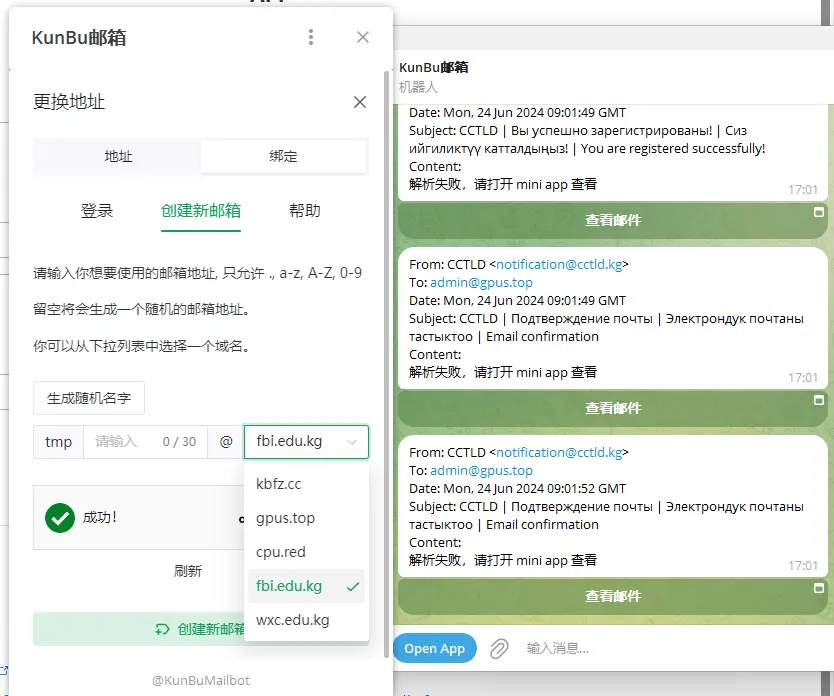 KunBu邮箱
更换地址
地址
绑定
登录
创建新邮箱
帮助
请输入你想要使用的邮箱地址, 只允许 ., a-z, A-Z, 0-9
留空将会生成一个随机的邮箱地址。
你可以从下拉列表中选择一个域名。
生成随机名字
tmp
请输入
0 / 30
@
fbi.edu.kg
kbfz.cc
gpus.top
cpu.red
fbi.edu.kg
wxc.edu.kg
成功!
刷新
创建新邮箱
@KunBuMailbot
KunBu邮箱
机器人
Date: Mon, 24 Jun 2024 09:01:49 GMT
Subject: CCTLD | Вы успешно зарегистрированы! | Сиз
ийгиликтүү катталдыңыз! | You are registered successfully!
Content:
解析失败，请打开 mini app 查看
17:01
查看邮件
From: CCTLD <notification@cctld.kg>
To: admin@gpus.top
Date: Mon, 24 Jun 2024 09:01:49 GMT
Subject: CCTLD | Подтверждение почты | Электрондук почтаны
тастыктоо | Email confirmation
Content:
解析失败，请打开 mini app 查看
17:01
查看邮件
From: CCTLD <notification@cctld.kg>
To: admin@gpus.top
Date: Mon, 24 Jun 2024 09:01:52 GMT
Subject: CCTLD | Подтверждение почты | Электрондук почтаны
тастыктоо | Email confirmation
Content:
解析失败，请打开 mini app 查看
17:01
查看邮件
Open App
输入消息...